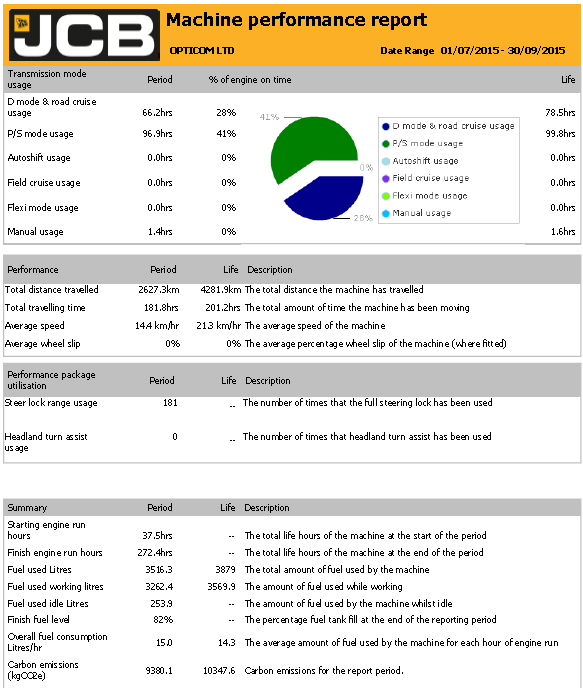 JCB
Machine performance report
OPTICOM LTD Date Range 01/07/2015 - 30/09/2015
Transmission mode usage Period % of engine on time Life
D mode & road cruise usage 66.2hrs 28% 78.5hrs
P/S mode usage 96.9hrs 41% 99.8hrs
Autoshift usage 0.0hrs 0% 0.0hrs
Field cruise usage 0.0hrs 0% 0.0hrs
Flexi mode usage 0.0hrs 0% 0.0hrs
Manual usage 1.4hrs 0% 1.6hrs
41%
0%
28%
D mode & road cruise usage
P/S mode usage
Autoshift usage
Field cruise usage
Flexi mode usage
Manual usage
Performance Period Life Description
Total distance travelled 2627.3km 4281.9km The total distance the machine has travelled
Total travelling time 181.8hrs 201.2hrs The total amount of time the machine has been moving
Average speed 14.4 km/hr 21.3 km/hr The average speed of the machine
Average wheel slip 0% 0% The average percentage wheel slip of the machine (where fitted)
Performance package utilisation Period Life Description
Steer lock range usage 181 -- The number of times that the full steering lock has been used
Headland turn assist usage 0 -- The number of times that headland turn assist has been used
Summary Period Life Description
Starting engine run hours 37.5hrs -- The total life hours of the machine at the start of the period
Finish engine run hours 272.4hrs -- The total life hours of the machine at the end of the period
Fuel used Litres 3516.3 3879 The total amount of fuel used by the machine
Fuel used working litres 3262.4 3569.9 The amount of fuel used while working
Fuel used idle Litres 253.9 -- The amount of fuel used by the machine whilst idle
Finish fuel level 82% -- The percentage fuel tank fill at the end of the reporting period
Overall fuel consumption Litres/hr 15.0 14.3 The average amount of fuel used by the machine for each hour of engine run
Carbon emissions (kgCO2e) 9380.1 10347.6 Carbon emissions for the report period.